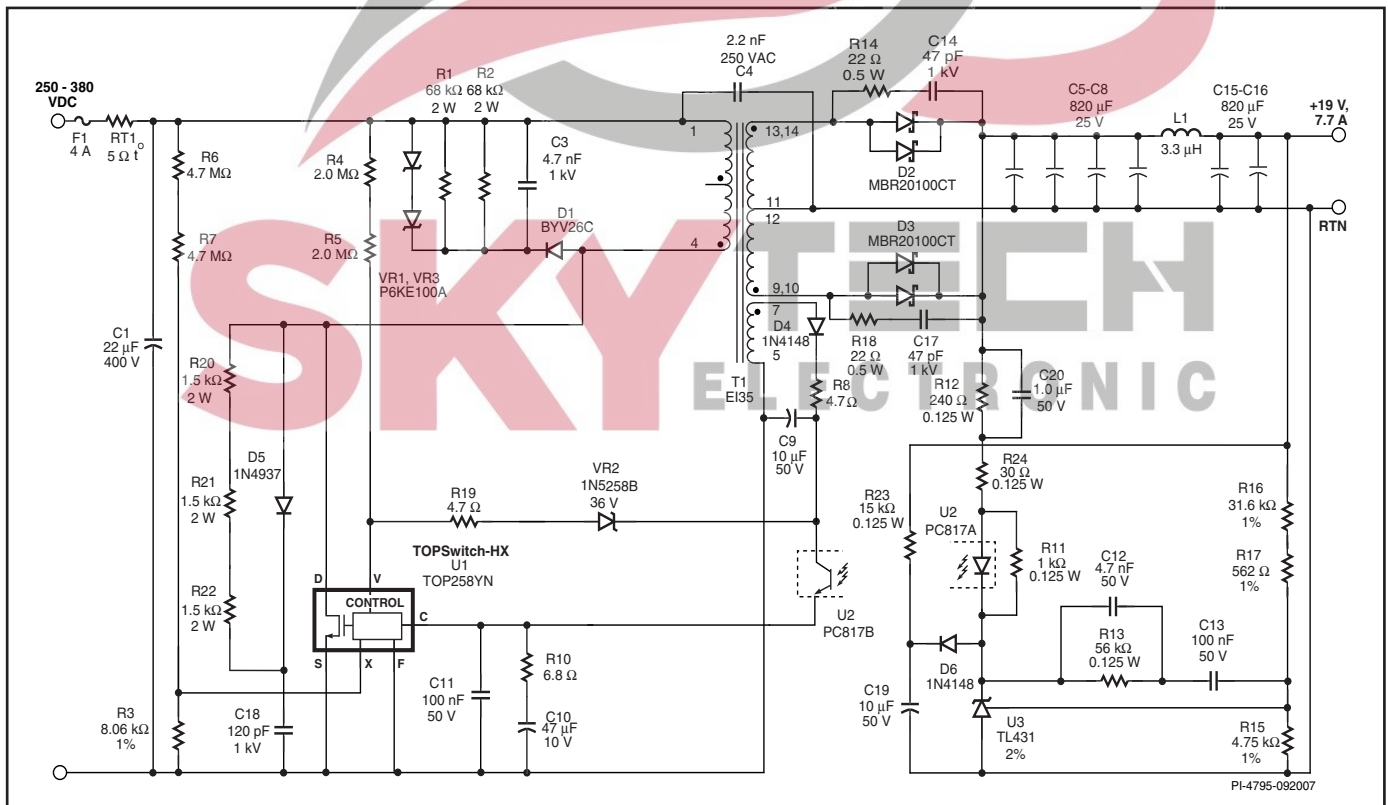 2.2 nF
250 VAC
C4
R14
22 Ω
0.5 W
C14
47 pF
1 kV
250 - 380
VDC
F1
4 A
RT1
5 Ω
t°
R1
68 kΩ
2 W
R2
68 kΩ
2 W
C5-C8
820 µF
25 V
C15-C16
820 µF
25 V
+19 V,
7.7 A
L1
3.3 µH
1
13,14
R6
4.7 MΩ
R4
2.0 MΩ
C3
4.7 nF
1 kV
D2
MBR20100CT
11
12
RTN
D1
BYV26C
4
D3
MBR20100CT
R7
4.7 MΩ
R5
2.0 MΩ
VR1, VR3
P6KE100A
9,10
7
D4
1N4148
5
C1
22 µF
400 V
R20
1.5 kΩ
2 W
T1
EI35
R8
4.7 Ω
R18
22 Ω
0.5 W
C17
47 pF
1 kV
R12
240 Ω
0.125 W
C20
1.0 µF
50 V
SKYTECH
ELECTRONIC
C9
10 µF
50 V
D5
1N4937
R24
30 Ω
0.125 W
R21
1.5 kΩ
2 W
R19
4.7 Ω
VR2
1N5258B
36 V
R23
15 kΩ
0.125 W
U2
PC817A
R16
31.6 kΩ
1%
TOPSwitch-HX
U1
TOP258YN
R11
1 kΩ
0.125 W
C12
4.7 nF
50 V
R17
562 Ω
1%
R22
1.5 kΩ
2 W
D
V
CONTROL
C
S
X
F
U2
PC817B
R13
56 kΩ
0.125 W
C13
100 nF
50 V
D6
1N4148
R10
6.8 Ω
C11
100 nF
50 V
C10
47 µF
10 V
R3
8.06 kΩ
1%
C18
120 pF
1 kV
C19
10 µF
50 V
U3
TL431
2%
R15
4.75 kΩ
1%
PI-4795-092007